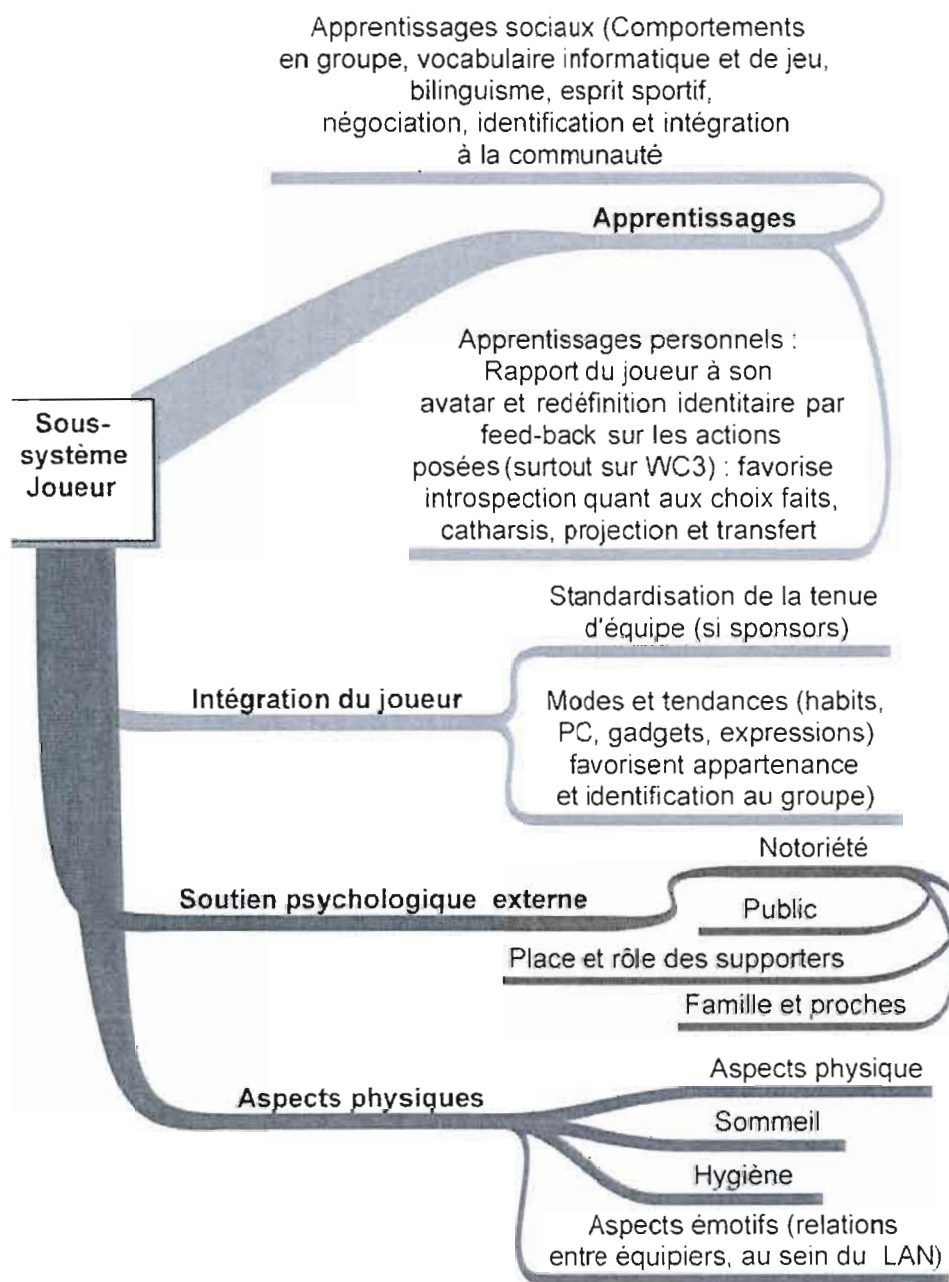 Apprentissages sociaux (Comportements
en groupe, vocabulaire informatique et de jeu,
bilinguisme, esprit sportif,
négociation, identification et intégration
à la communauté
Apprentissages
Apprentissages personnels :
Rapport du joueur à son
avatar et redéfinition identitaire par
feed-back sur les actions
posées (surtout sur WC3) : favorise
introspection quant aux choix faits,
catharsis, projection et transfert
Sous-
système
Joueur
Standardisation de la tenue
d'équipe (si sponsors)
Intégration du joueur
Modes et tendances (habits,
PC, gadgets, expressions)
favorisent appartenance
et identification au groupe)
Notoriété
Soutien psychologique externe
Public
Place et rôle des supporters
Famille et proches
Aspects physique
Aspects physiques
Sommeil
Hygiène
Aspects émotifs (relations
entre équipiers, au sein du LAN)